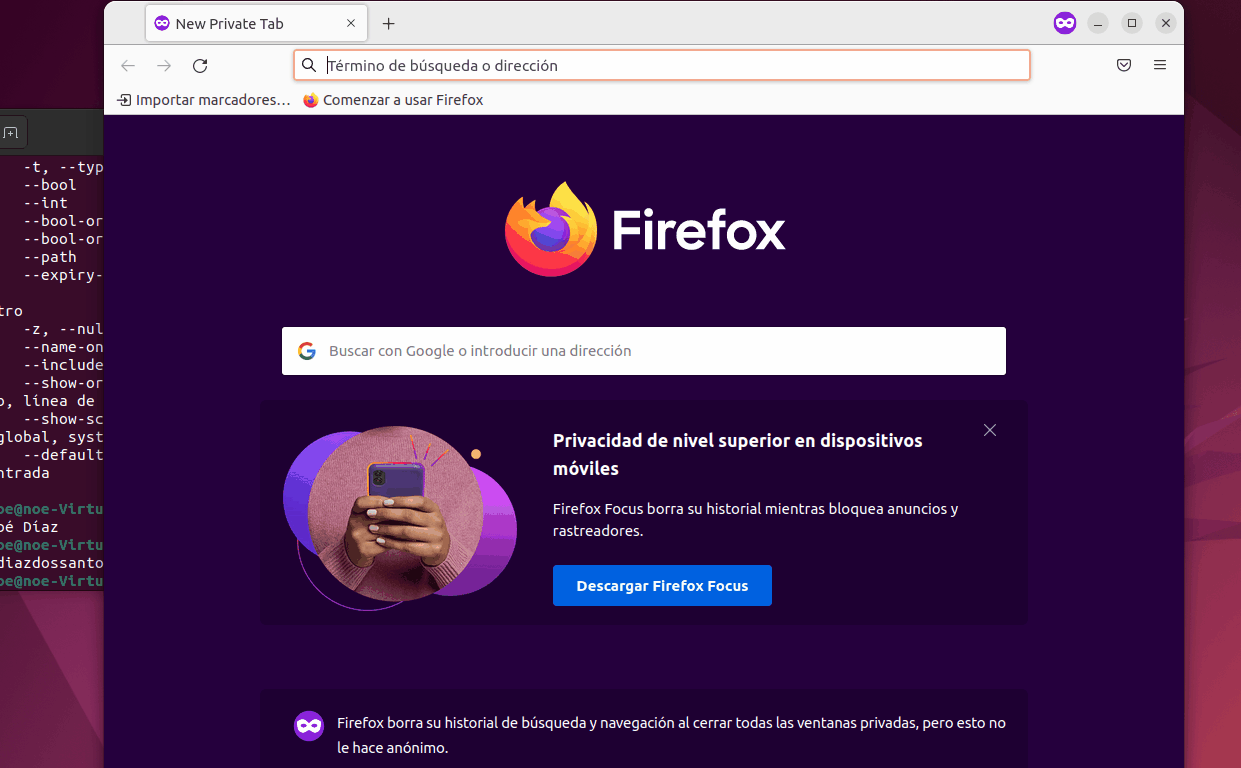 New Private Tab
Término de búsqueda o dirección
Importar marcadores…
Comenzar a usar Firefox
-t, --typ
--bool
--int
--bool-or
--bool-or
--path
--expiry-
tro
-z, --nul
--name-on
--include
--show-or
o, línea de
--show-sc
global, syst
--default
ntrada
oe@noe-Virtu
oé Díaz
oe@noe-Virtu
diazdossanto
oe@noe-Virtu
Firefox
Buscar con Google o introducir una dirección
Privacidad de nivel superior en dispositivos
móviles
Firefox Focus borra su historial mientras bloquea anuncios y
rastreadores.
Descargar Firefox Focus
Firefox borra su historial de búsqueda y navegación al cerrar todas las ventanas privadas, pero esto no
le hace anónimo.